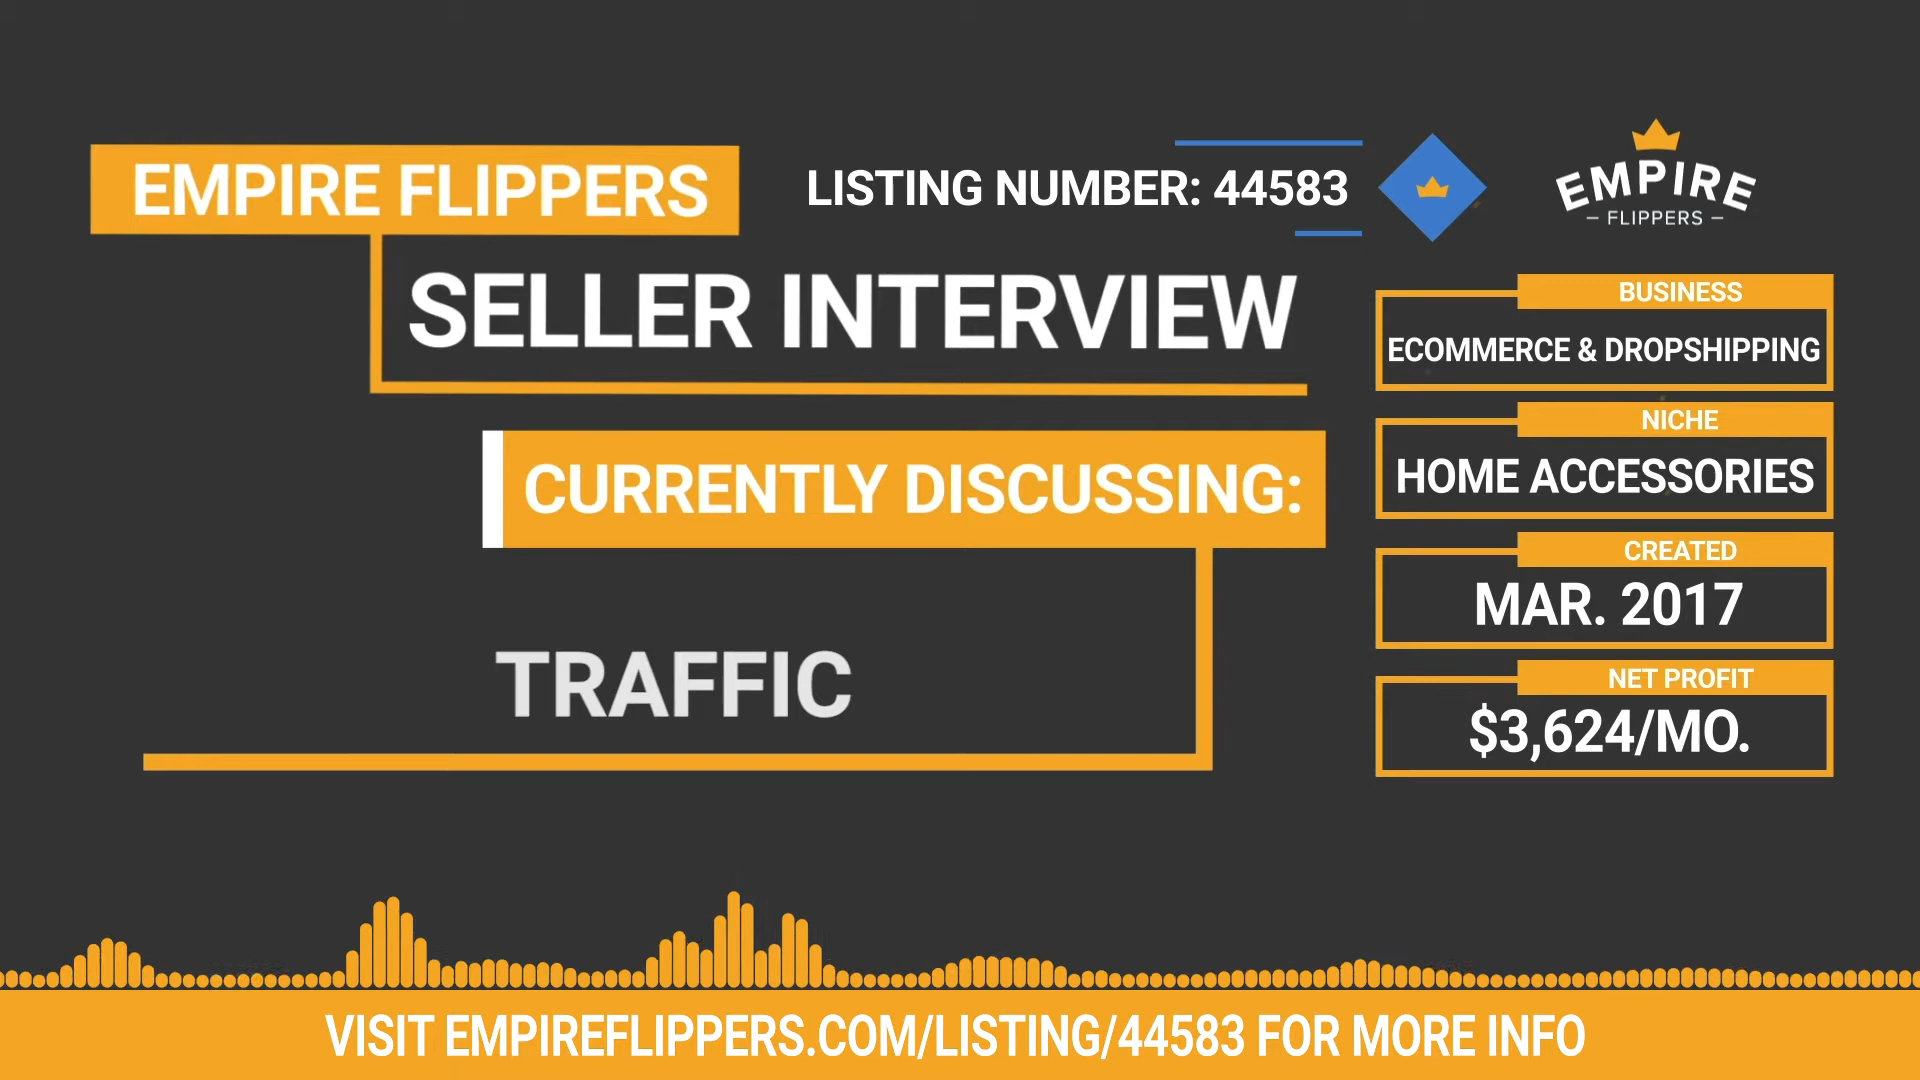 EMPIRE FLIPPERS
LISTING NUMBER: 44583
EMPIRE
FLIPPERS
SELLER INTERVIEW
CURRENTLY DISCUSSING:
TRAFFIC
BUSINESS
ECOMMERCE & DROPSHIPPING
NICHE
HOME ACCESSORIES
CREATED
MAR. 2017
NET PROFIT
$3,624/MO.
VISIT EMPIREFLIPPERS.COM/LISTING/44583 FOR MORE INFO